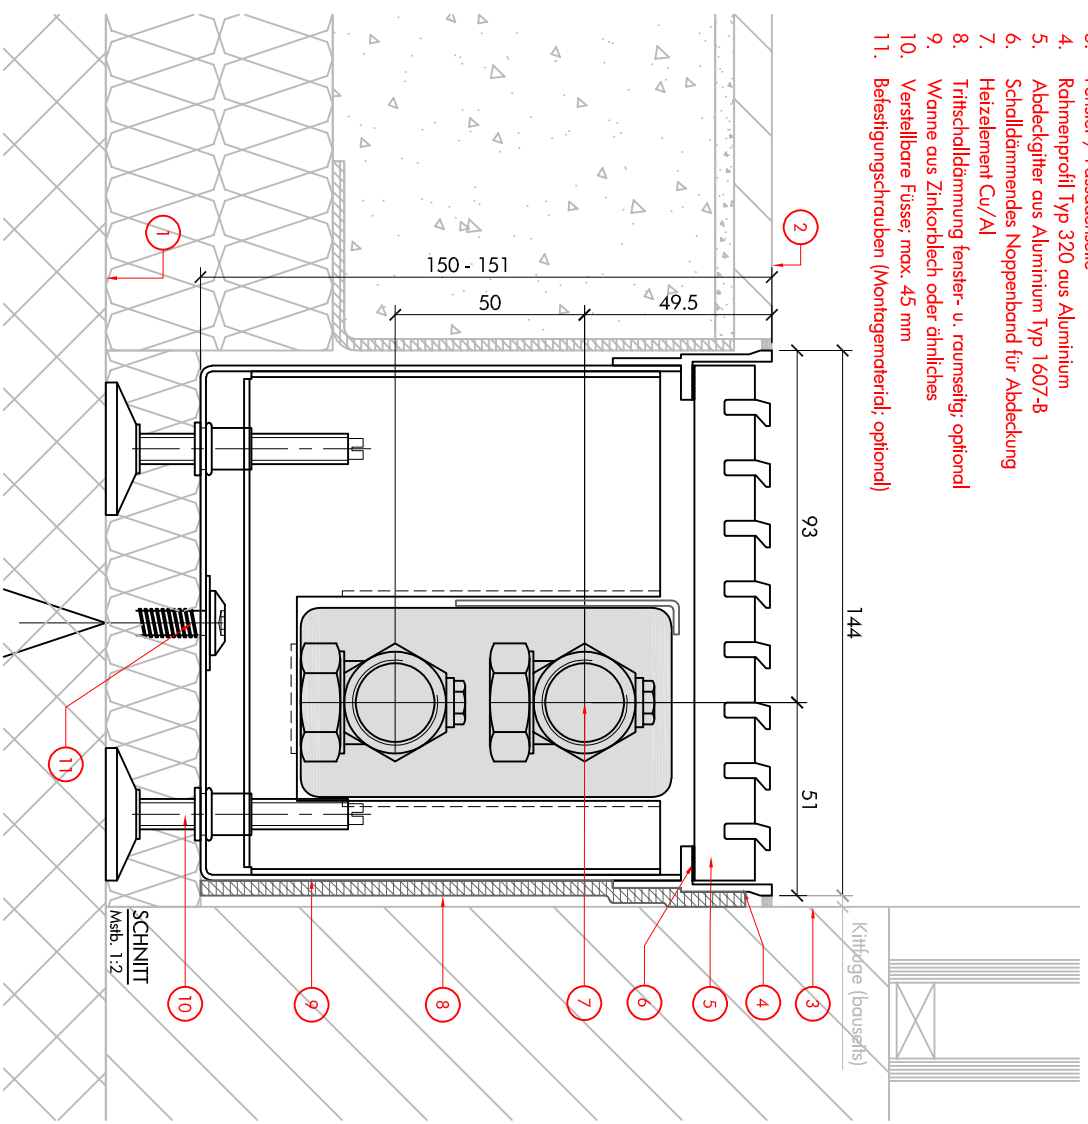 4. Rahmenprofil Typ 320 aus Aluminium
5. Abdeckgitter aus Aluminium Typ 1607-B
6. Schalldämmendes Noppenband für Abdeckung
7. Heizelement Cu/Al
8. Trittschalldämmung fenster- u. raumseitg; optional
9. Wanne aus Zinkorblech oder ähnliches
10. Verstellbare Füsse; max. 45 mm
11. Befestigungschrauben (Montagematerial; optional)
1
2
150 - 151
50
49.5
93
144
51
11
10
9
8
7
6
5
4
3
Kittfuge (bauseits)
SCHNITT
Mstb. 1:2